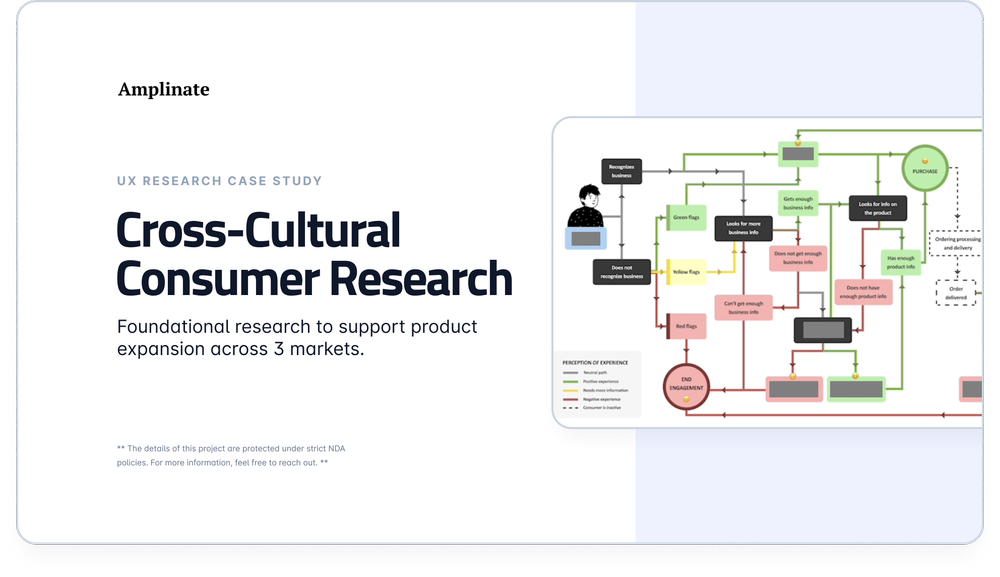 Amplinate
UX RESEARCH CASE STUDY
Cross-Cultural
Consumer Research
Foundational research to support product
expansion across 3 markets.
** The details of this project are protected under strict NDA
policies. For more information, feel free to reach out. **
Recognizes
business
Does not
recognize business
Green flags
Yellow flags
Red flags
Looks for more
business info
Gets enough
business info
Does not get enough
business info
Can't get enough
business info
Looks for info on
the product
Has enough
product info
Does not have
enough product info
PURCHASE
Ordering processing
and delivery
Order
delivered
END
ENGAGEMENT
PERCEPTION OF EXPERIENCE
Neutral path
Positive experience
Needs more information
Negative experience
Consumer is inactive